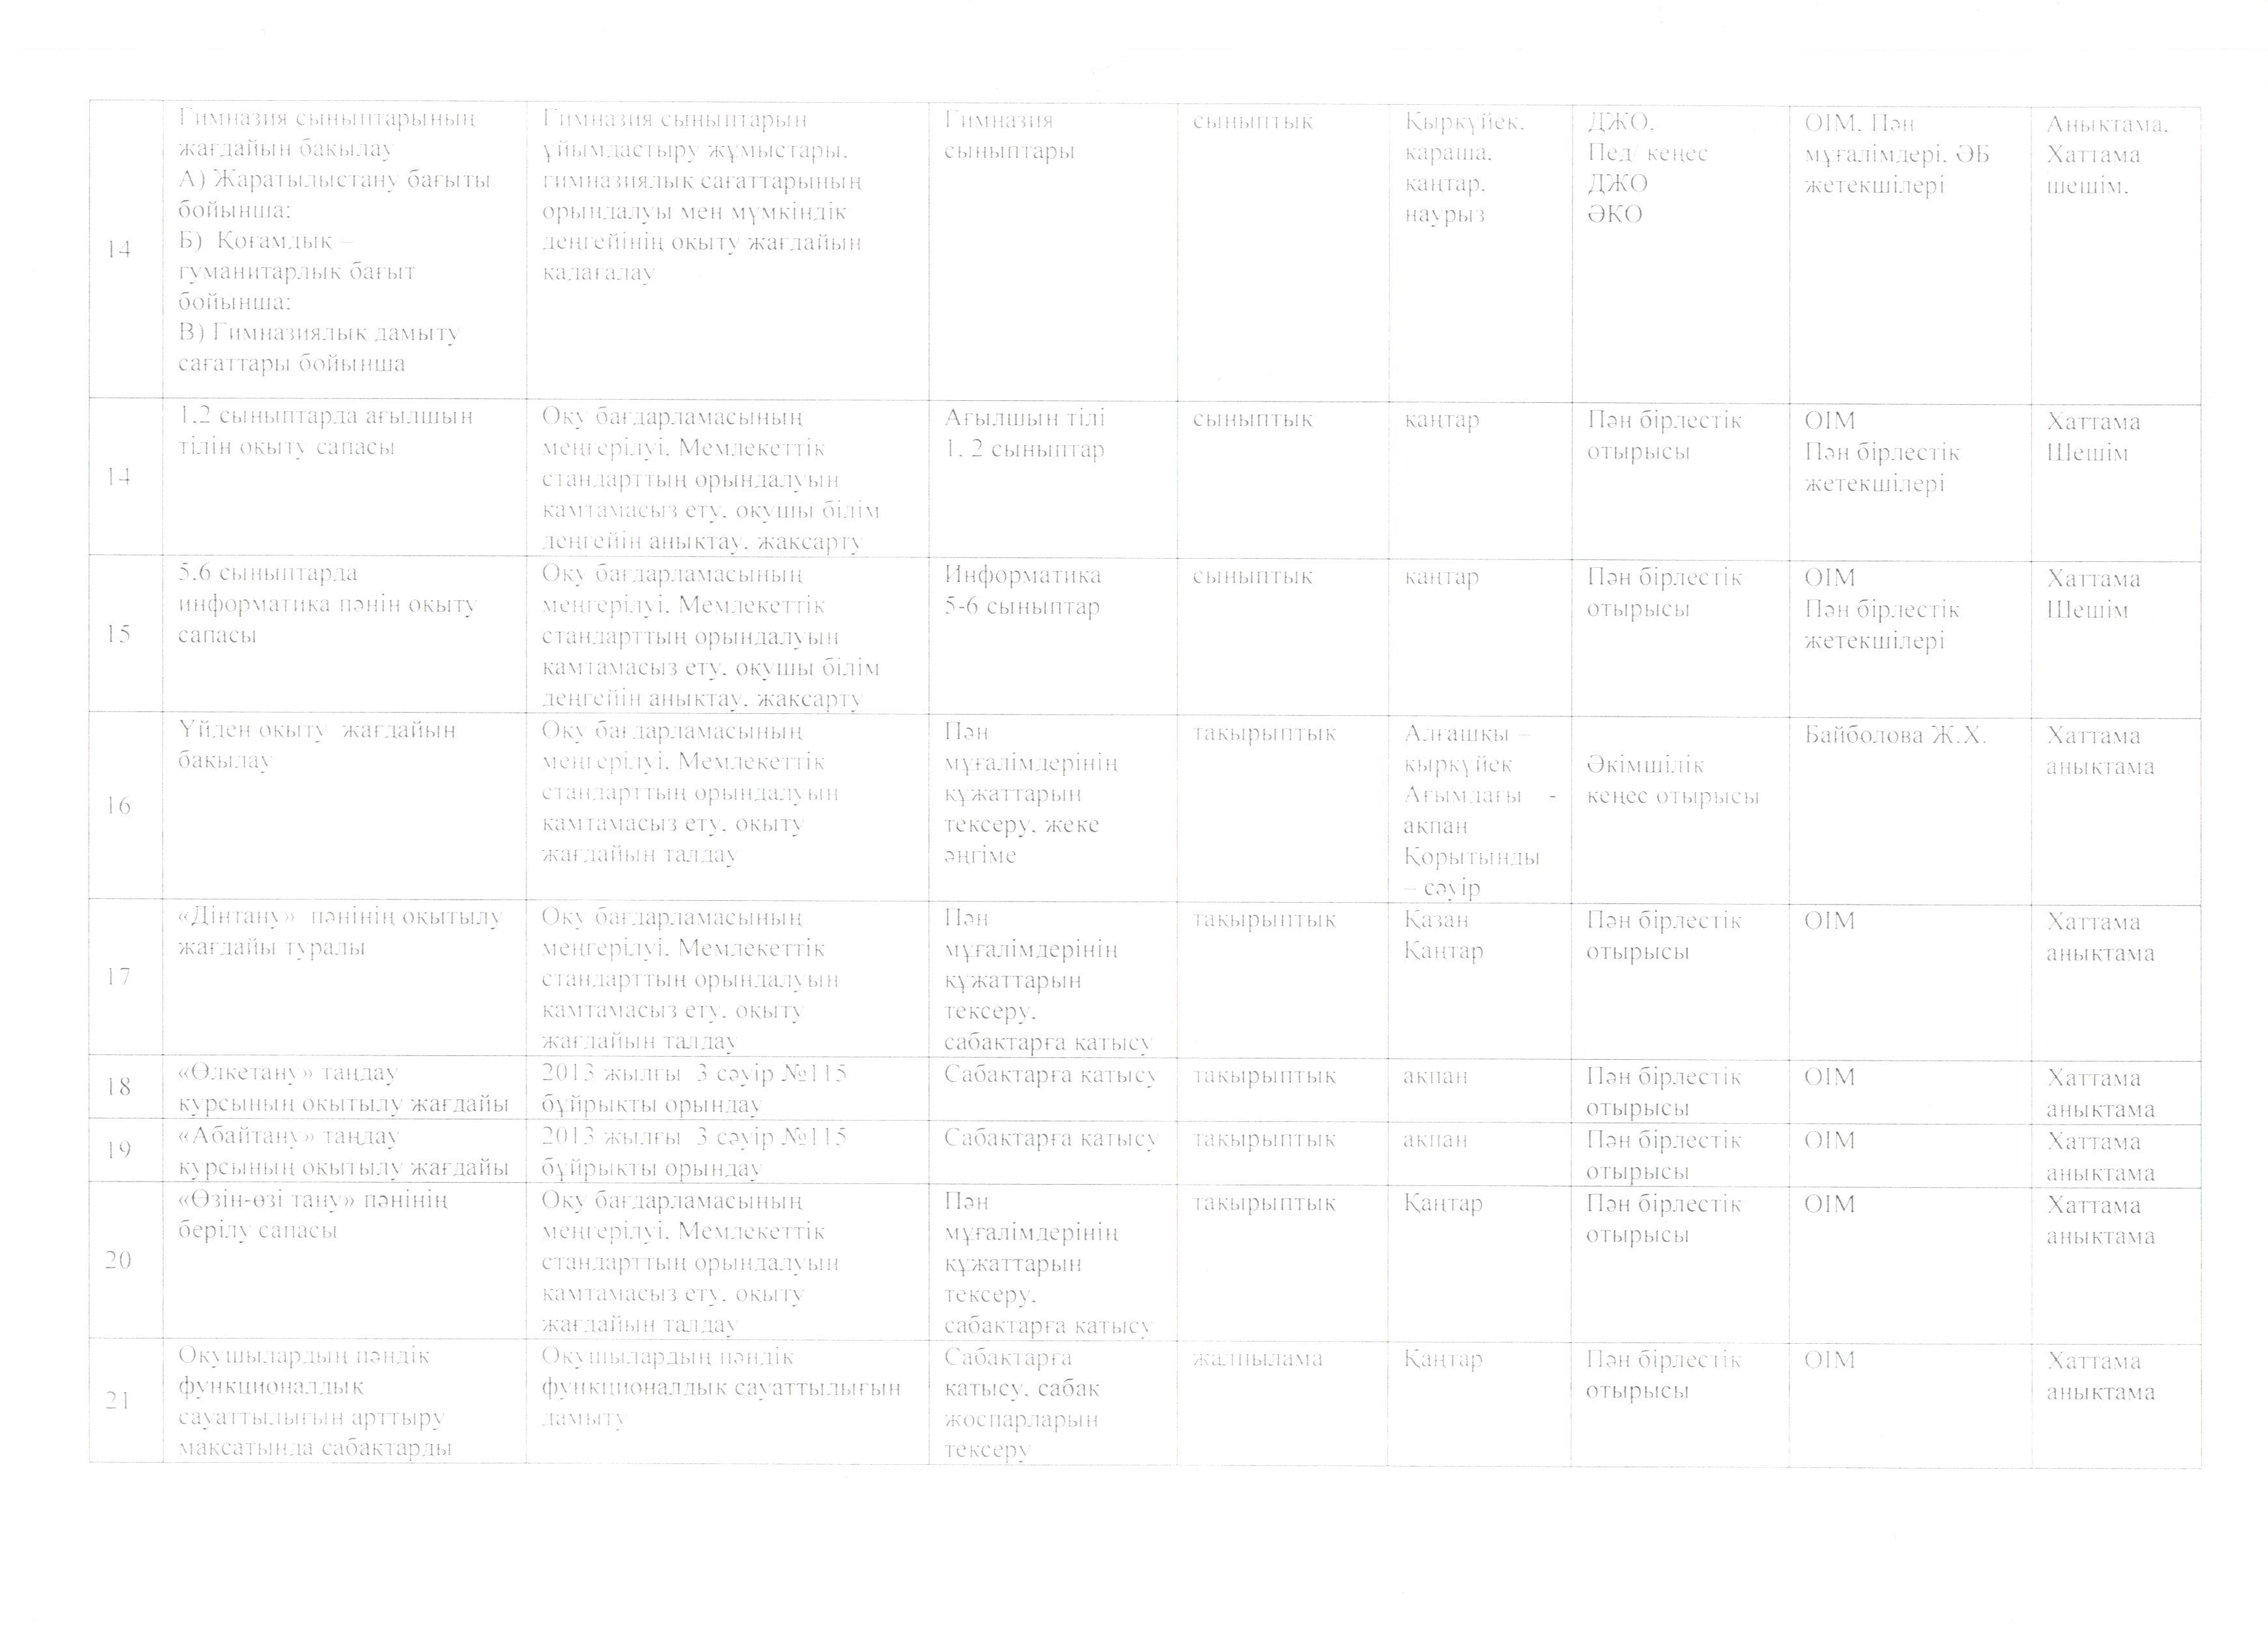 14
Гимназия сыныптарының
жағдайын бақылау
А) Жаратылыстану бағыты
бойынша;
Б) Қоғамдық –
гуманитарлық бағыт
бойынша;
В) Гимназиялық дамыту
сағаттары бойынша
Гимназия сыныптарын
ұйымдастыру жұмыстары,
гимназиялық сағаттарының
орындалуы мен мүмкіндік
деңгейінің оқыту жағдайын
қадағалау
Гимназия
сыныптары
сыныптық
Қыркүйек,
қараша,
қаңтар,
наурыз
ДЖО,
Пед/ кеңес
ДЖО
ӘКО
ОІМ, Пән
мұғалімдері, ӘБ
жетекшілері
Анықтама,
Хаттама
шешім.
14
1,2 сыныптарда ағылшын
тілін оқыту сапасы
Оқу бағдарламасының
меңгерілуі, Мемлекеттік
стандарттың орындалуын
қамтамасыз ету, оқушы білім
деңгейін анықтау, жақсарту
Ағылшын тілі
1, 2 сыныптар
сыныптық
қаңтар
Пән бірлестік
отырысы
ОІМ
Пән бірлестік
жетекшілері
Хаттама
Шешім
15
5,6 сыныптарда
информатика пәнін оқыту
сапасы
Оқу бағдарламасының
меңгерілуі, Мемлекеттік
стандарттың орындалуын
қамтамасыз ету, оқушы білім
деңгейін анықтау, жақсарту
Информатика
5-6 сыныптар
сыныптық
қаңтар
Пән бірлестік
отырысы
ОІМ
Пән бірлестік
жетекшілері
Хаттама
Шешім
16
Үйден оқыту жағдайын
бақылау
Оқу бағдарламасының
меңгерілуі, Мемлекеттік
стандарттың орындалуын
қамтамасыз ету, оқыту
жағдайын талдау
Пән
мұғалімдерінің
құжаттарын
тексеру, жеке
әңгіме
тақырыптық
Алғашқы –
қыркүйек
Ағымдағы -
ақпан
Қорытынды
– сәуір
Әкімшілік
кеңес отырысы
Байболова Ж.Х.
Хаттама
анықтама
17
«Дінтану» пәнінің оқытылу
жағдайы туралы
Оқу бағдарламасының
меңгерілуі, Мемлекеттік
стандарттың орындалуын
қамтамасыз ету, оқыту
жағдайын талдау
Пән
мұғалімдерінің
құжаттарын
тексеру,
сабақтарға қатысу
тақырыптық
Қазан
Қаңтар
Пән бірлестік
отырысы
ОІМ
Хаттама
анықтама
18
«Өлкетану» таңдау
курсының оқытылу жағдайы
2013 жылғы 3 сәуір №115
бұйрықты орындау
Сабақтарға қатысу
тақырыптық
ақпан
Пән бірлестік
отырысы
ОІМ
Хаттама
анықтама
19
«Абайтану» таңдау
курсының оқытылу жағдайы
2013 жылғы 3 сәуір №115
бұйрықты орындау
Сабақтарға қатысу
тақырыптық
ақпан
Пән бірлестік
отырысы
ОІМ
Хаттама
анықтама
20
«Өзін-өзі тану» пәнінің
берілу сапасы
Оқу бағдарламасының
меңгерілуі, Мемлекеттік
стандарттың орындалуын
қамтамасыз ету, оқыту
жағдайын талдау
Пән
мұғалімдерінің
құжаттарын
тексеру,
сабақтарға қатысу
тақырыптық
Қаңтар
Пән бірлестік
отырысы
ОІМ
Хаттама
анықтама
21
Оқушылардың пәндік
функционалдық
сауаттылығын арттыру
мақсатында сабақтарды
Оқушылардың пәндік
функционалдық сауаттылығын
дамыту
Сабақтарға
қатысу, сабақ
жоспарларын
тексеру
жалпылама
Қаңтар
Пән бірлестік
отырысы
ОІМ
Хаттама
анықтама